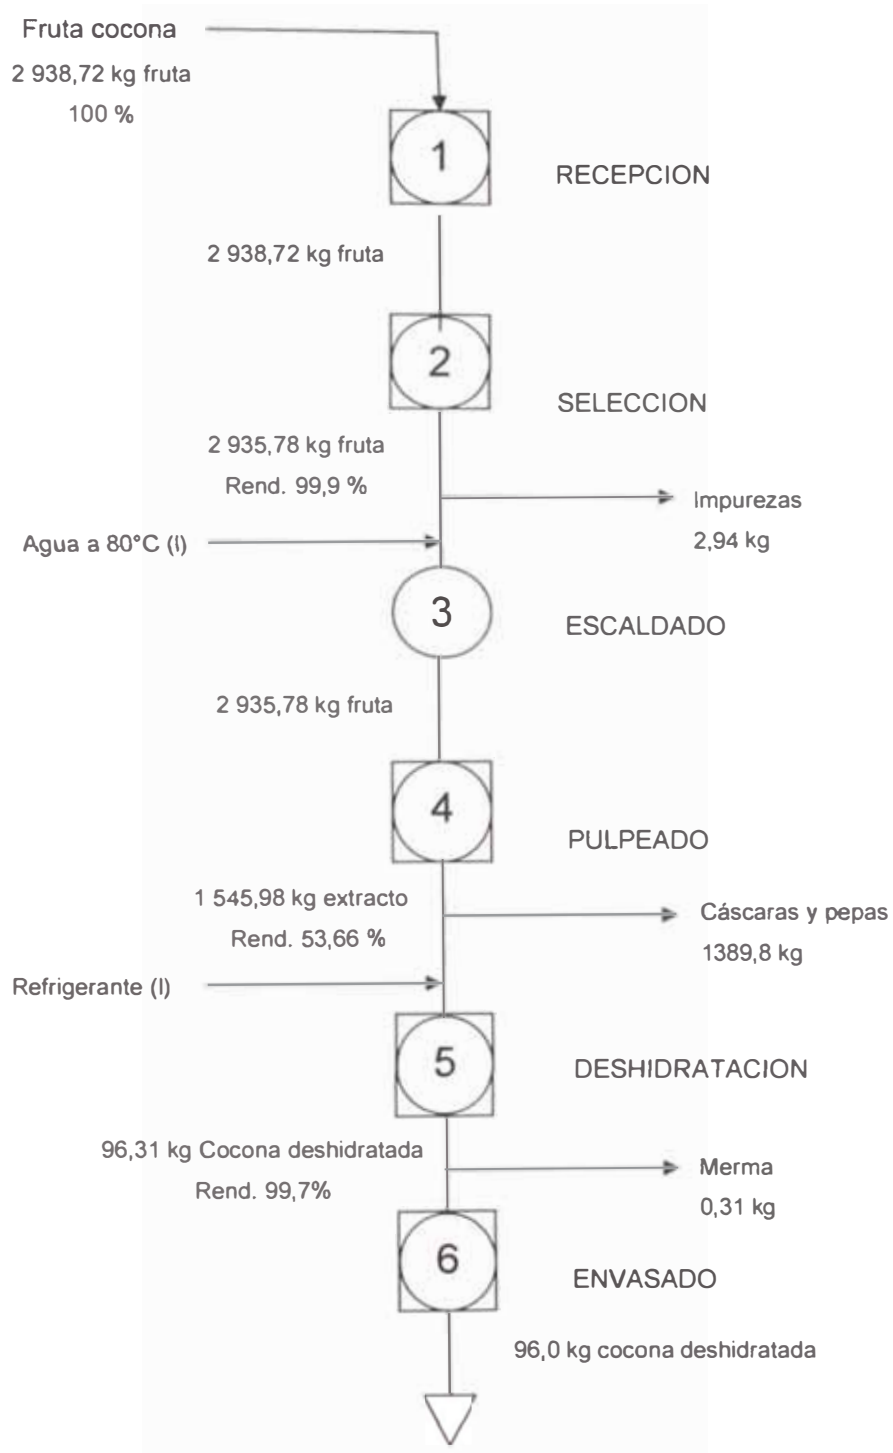 Fruta cocona
2 938,72 kg fruta
100 %
1
RECEPCION
2 938,72 kg fruta
2
SELECCION
2 935,78 kg fruta
Rend. 99,9 %
Impurezas
2,94 kg
Agua a 80°C (l)
3
ESCALDADO
2 935,78 kg fruta
4
PULPEADO
1 545,98 kg extracto
Rend. 53,66 %
Cáscaras y pepas
1389,8 kg
Refrigerante (l)
5
DESHIDRATACION
96,31 kg Cocona deshidratada
Rend. 99,7%
Merma
0,31 kg
6
ENVASADO
96,0 kg cocona deshidratada